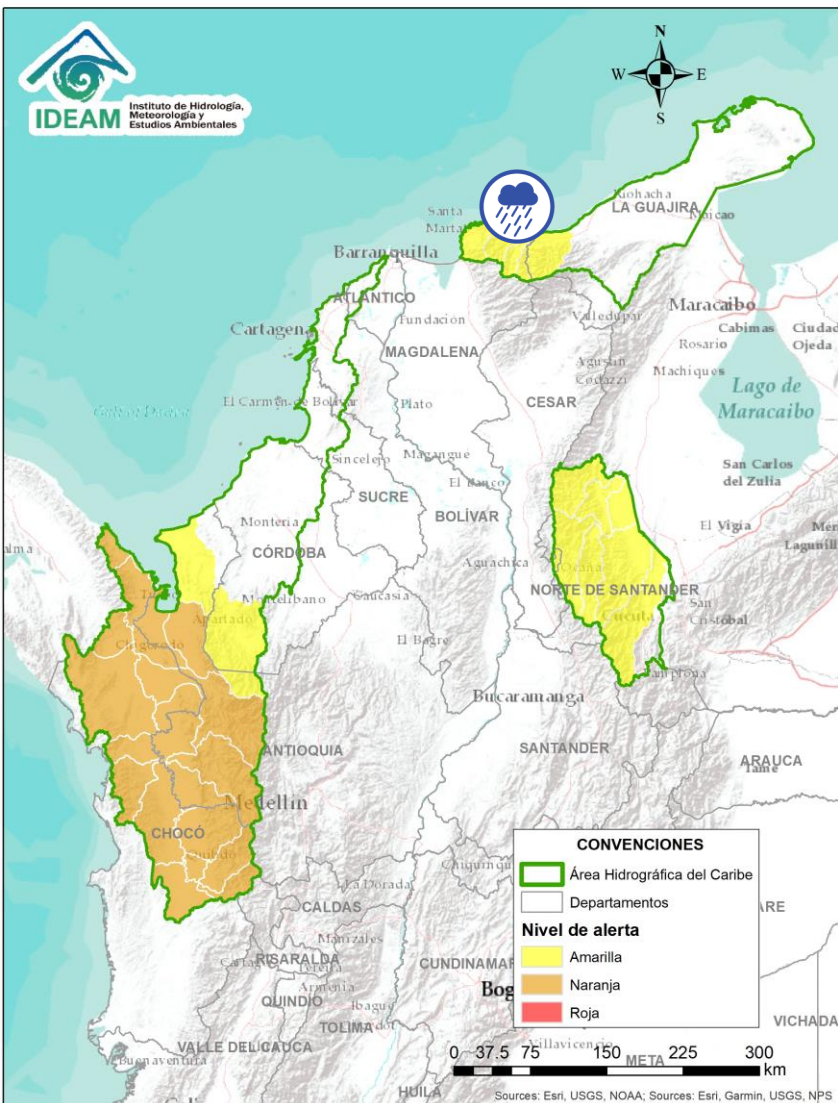 IDEAM
Instituto de Hidrología,
Meteorología y
Estudios Ambientales
N
W
E
S
Riohacha
LA GUAJIRA
Maicao
Santa
Marta
Barranquilla
ATLÁNTICO
Maracaibo
Cartagena
Fundación
Valledupar
Cabimas
Ciudad
Ojeda
Rosario
MAGDALENA
Machiques
Agustín
Codazzi
Lago de
Maracaibo
CESAR
El Carmen de Bolívar
Plato
Sincelejo
Magangué
San Carlos
del Zulia
El Banco
SUCRE
BOLÍVAR
El Vigía
Montería
CÓRDOBA
Aguachica
Ocaña
NORTE DE SANTANDER
Montelibano
Caucasia
Turbo
Apartadó
San
Cristóbal
Cúcuta
Chigorodó
El Bagre
Pamplona
Bucaramanga
ANTIOQUIA
SANTANDER
ARAUCA
Tame
Medellín
CHOCÓ
Quibdó
La Dorada
CALDAS
Manizales
RISARALDA
Pereira
CUNDINAMAR
Armenia
QUINDÍO
Ibagué
TOLIMA
VALLE DEL CAUCA
Villavicencio
META
VICHADA
Buenaventura
HUILA
CONVENCIONES
Área Hidrográfica del Caribe
Departamentos
Nivel de alerta
Amarilla
Naranja
Roja
0 37.5 75 150 225 300
km
Sources: Esri, USGS, NOAA; Sources: Esri, Garmin, USGS, NPS